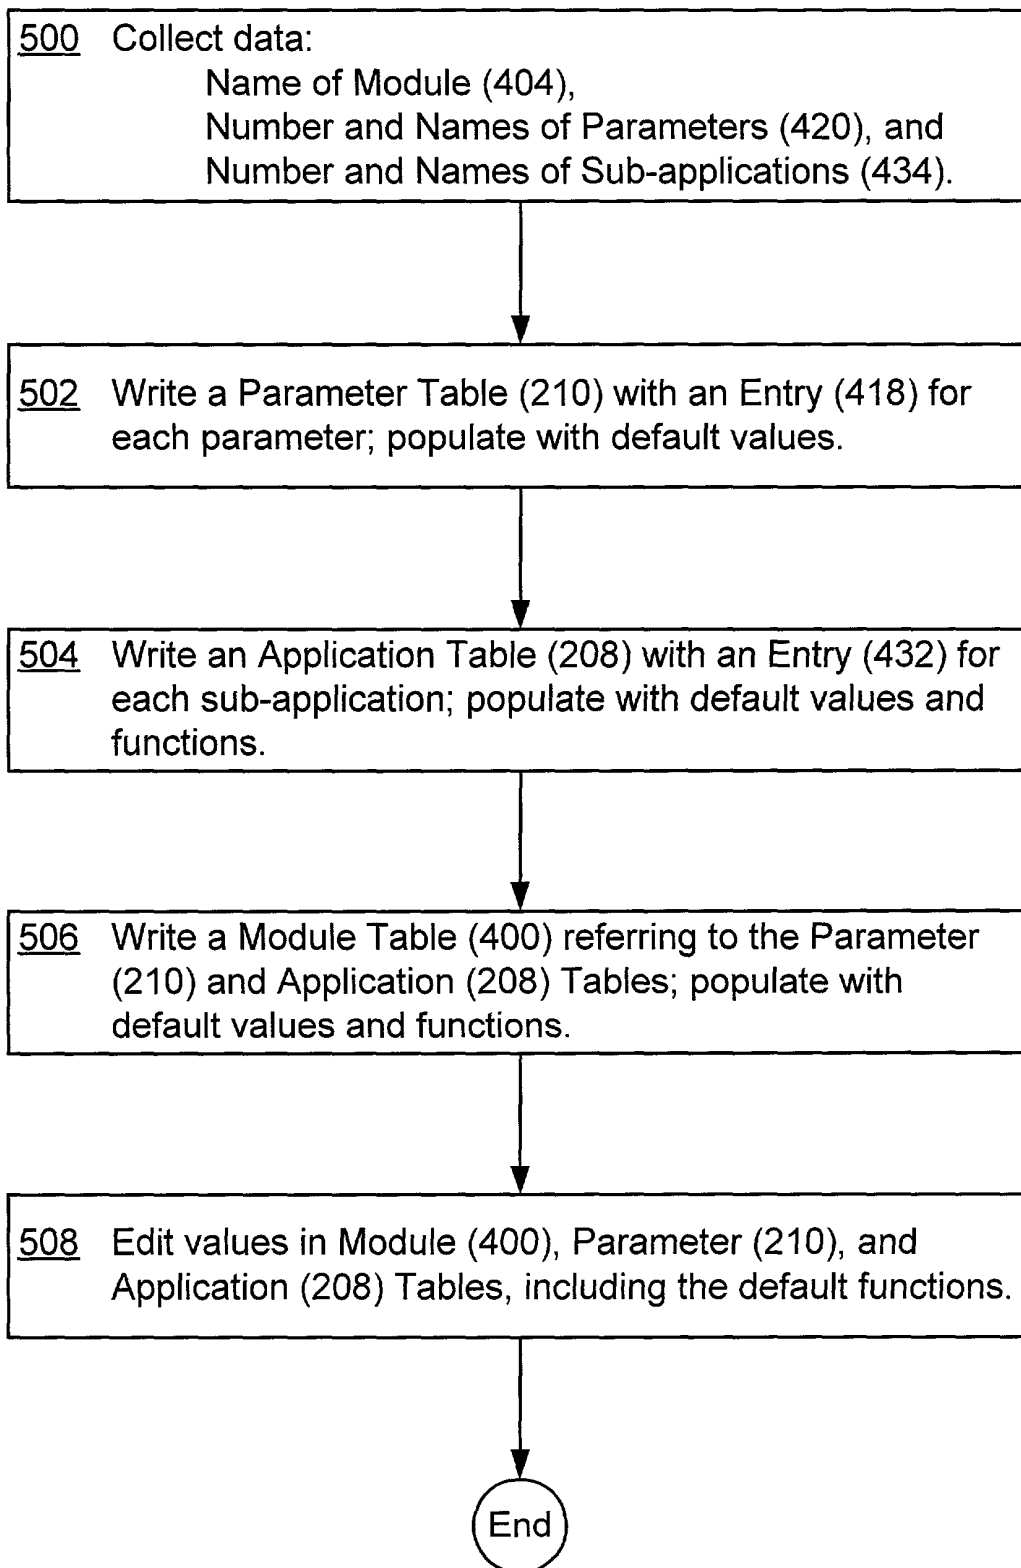 500 Collect data:
Name of Module (404),
Number and Names of Parameters (420), and
Number and Names of Sub-applications (434).
502 Write a Parameter Table (210) with an Entry (418) for
each parameter; populate with default values.
504 Write an Application Table (208) with an Entry (432) for
each sub-application; populate with default values and
functions.
506 Write a Module Table (400) referring to the Parameter
(210) and Application (208) Tables; populate with
default values and functions.
508 Edit values in Module (400), Parameter (210), and
Application (208) Tables, including the default functions.
End